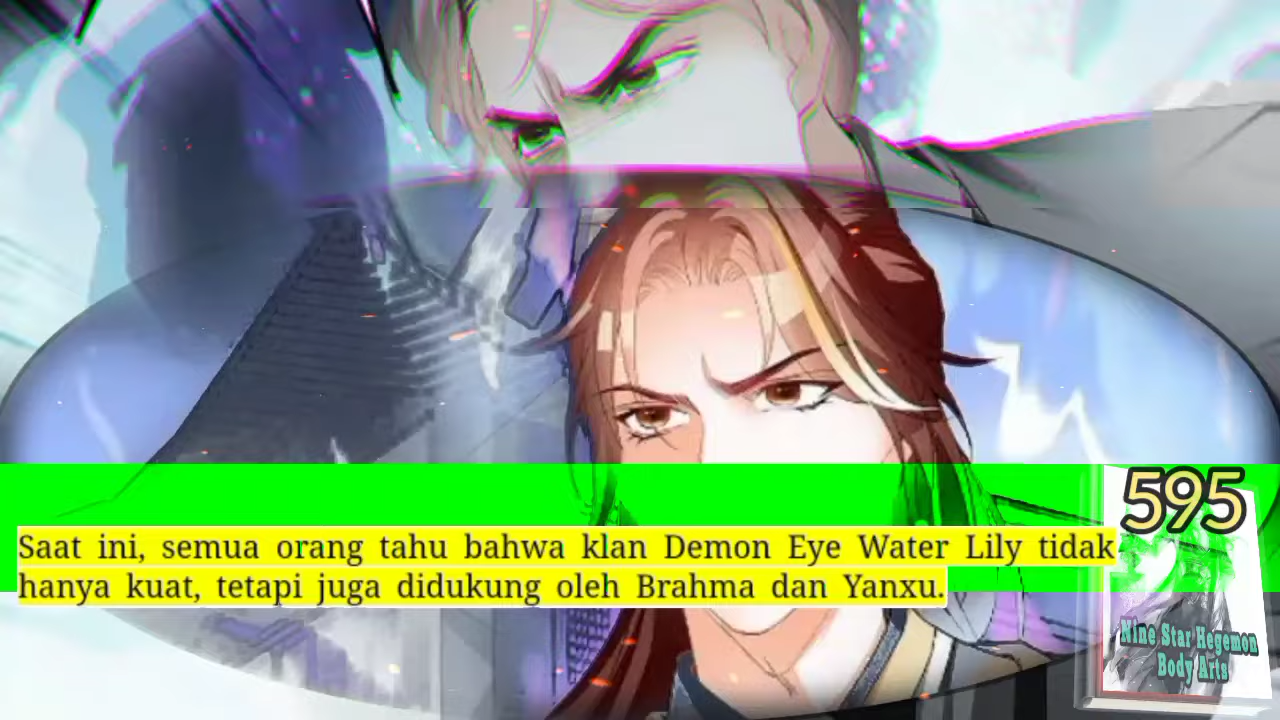 595
Saat ini, semua orang tahu bahwa klan Demon Eye Water Lily tidak
hanya kuat, tetapi juga didukung oleh Brahma dan Yanxu.
Nine Star Hegemon
Body Arts